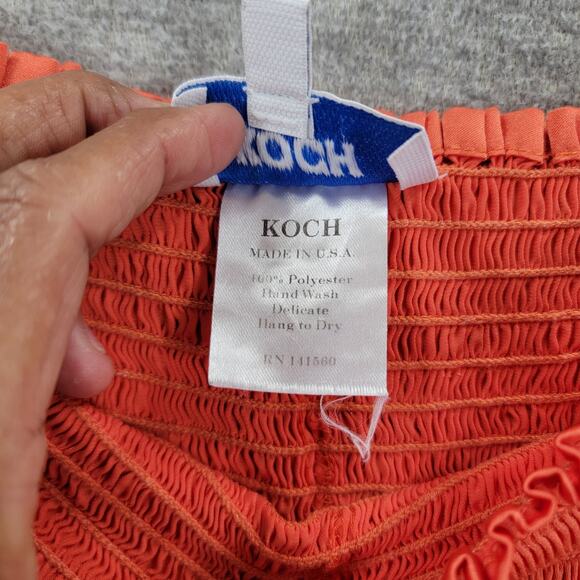 KOCH
KOCH
MADE IN U.S.A.
100% Polyester
Hand Wash
Delicate
Hang to Dry
RN 141560